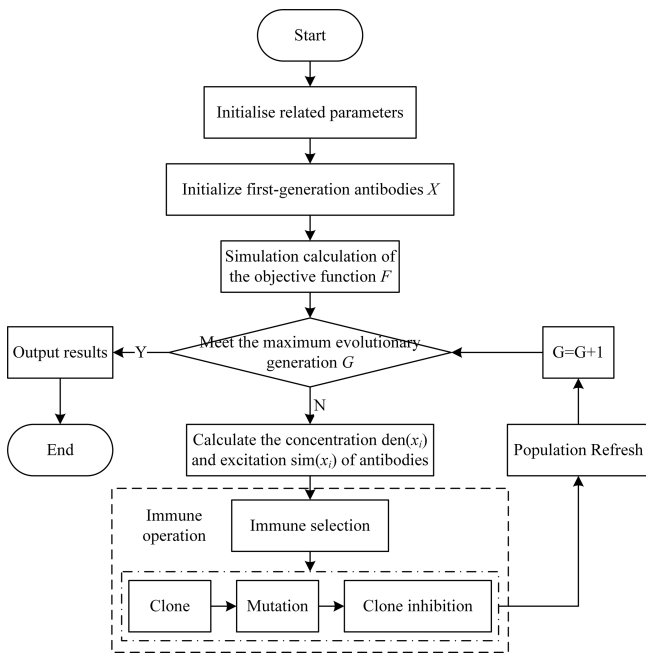 Start
Initialise related parameters
Initialize first-generation antibodies X
Simulation calculation of
the objective function F
Meet the maximum evolutionary
generation G
Y
Output results
End
N
G=G+1
Calculate the concentration den(xᵢ)
and excitation sim(xᵢ) of antibodies
Population Refresh
Immune
operation
Immune selection
Clone
Mutation
Clone inhibition